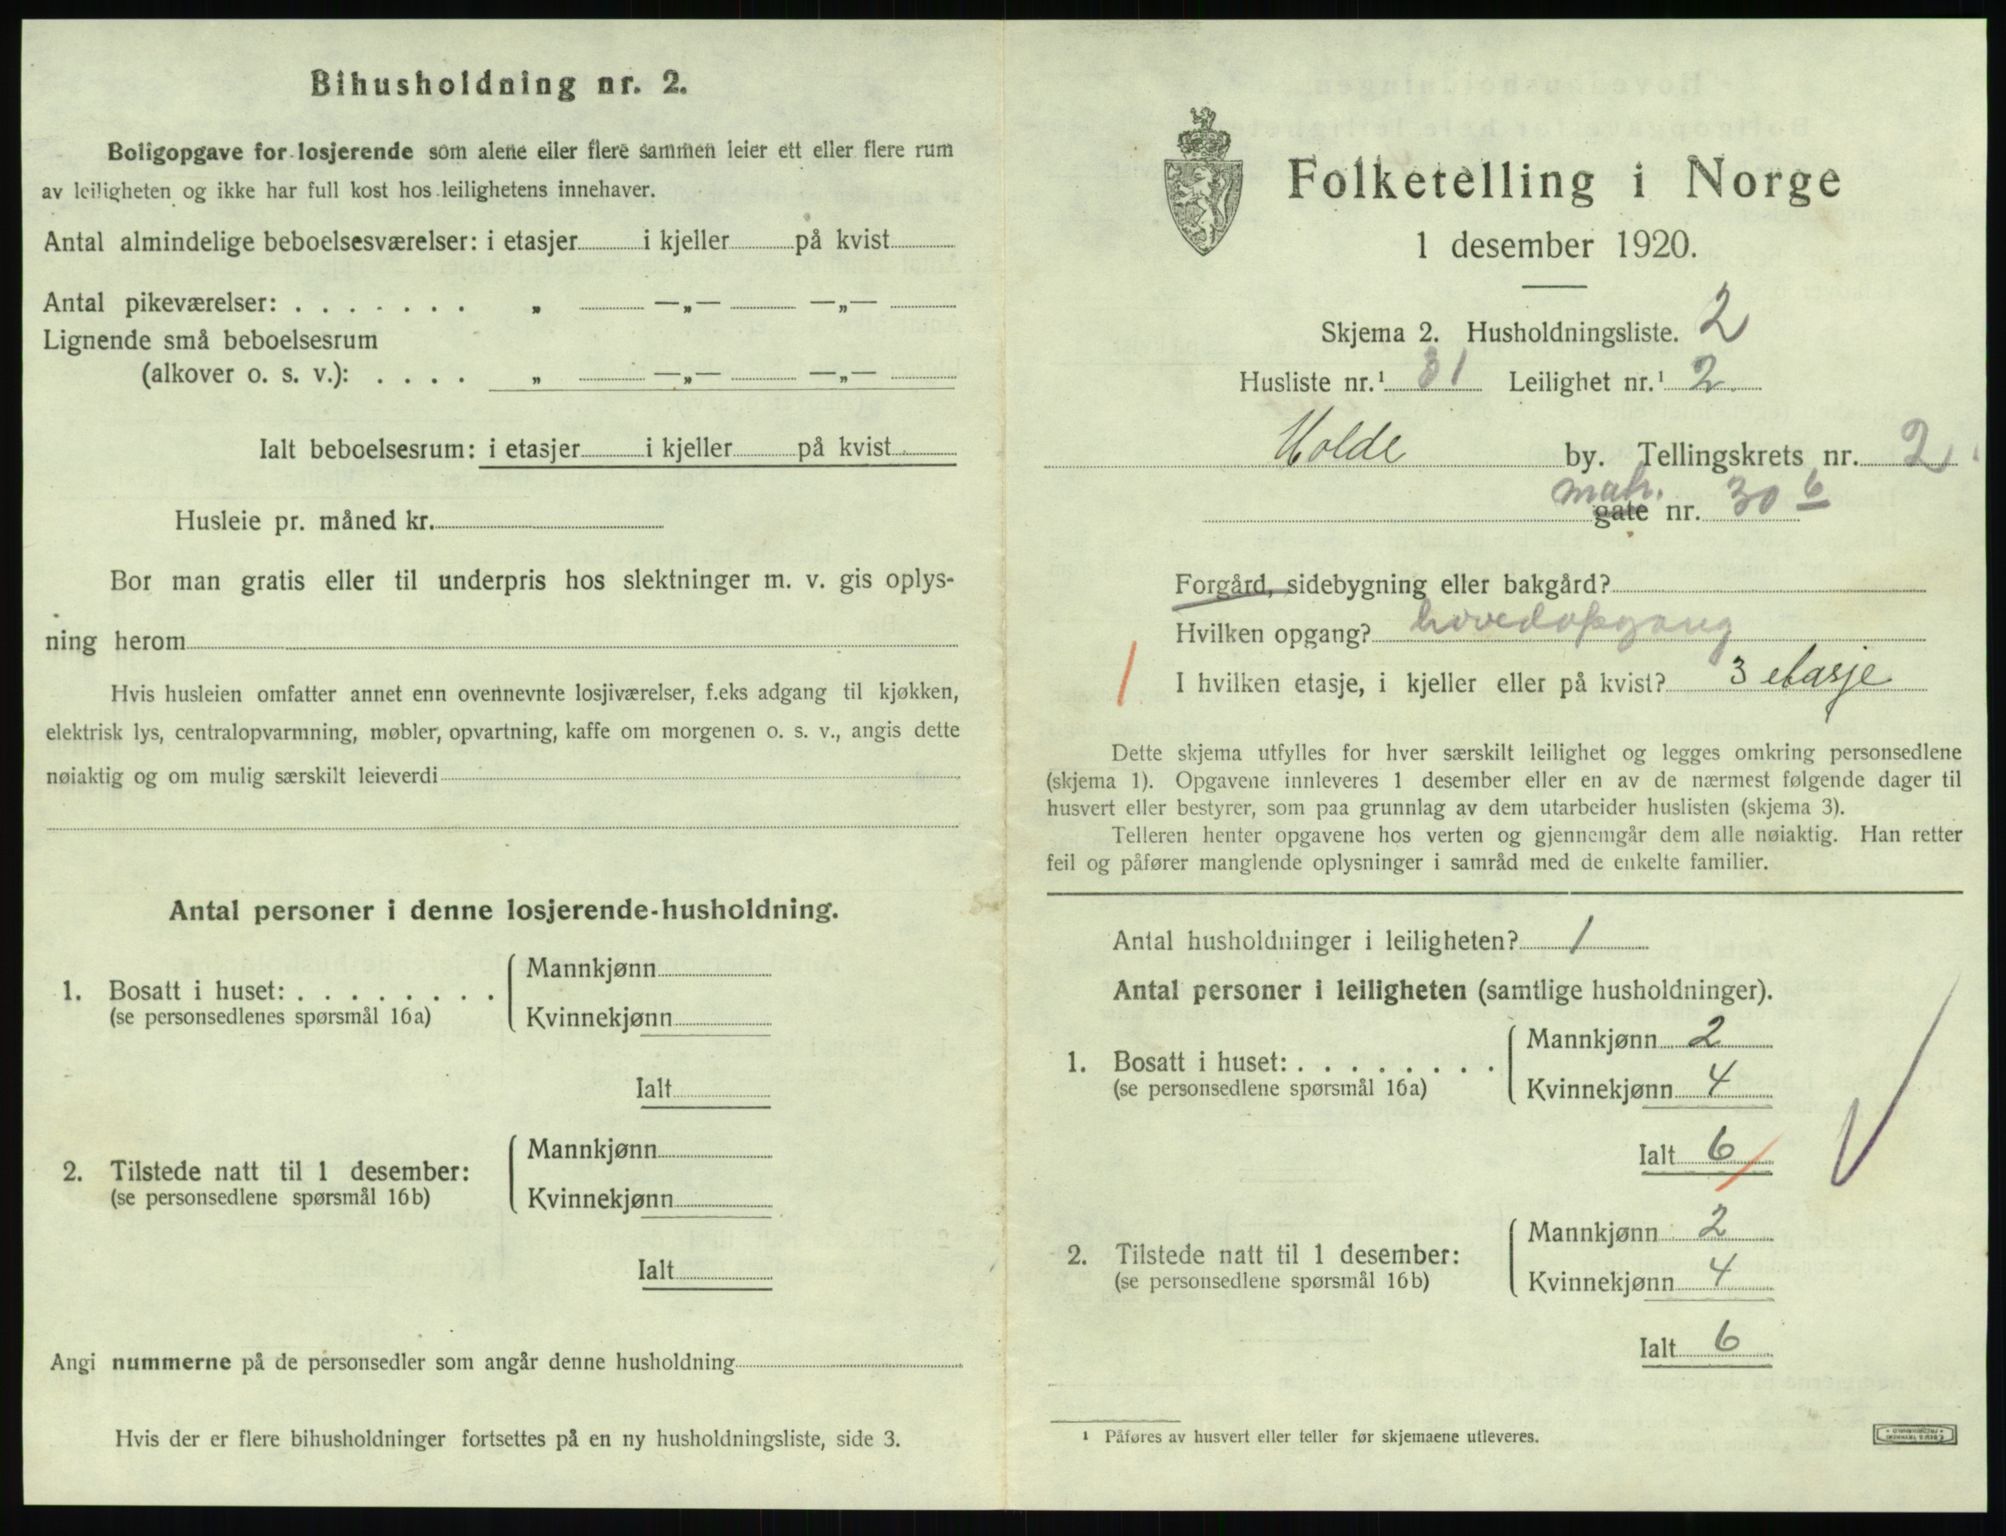 Bihusholdning nr. 2.
Boligopgave for losjerende som alene eller flere sammen leier ett eller flere rum
av leiligheten og ikke har full kost hos leilighetens innehaver.
Antal almindelige beboelsesværelser: i etasjer i kjeller på kvist
Antal pikeværelser: . . . . . . . „ —„— —„—
Lignende små beboelsesrum
(alkover o. s. v.): . . . . „ —„— —„—
Ialt beboelsesrum: i etasjer i kjeller på kvist
Husleie pr. måned kr.
Bor man gratis eller til underpris hos slektninger m. v. gis oplys-
ning herom
Hvis husleien omfatter annet enn ovennevnte losjiværelser, f.eks adgang til kjøkken,
elektrisk lys, centralopvarmning, møbler, opvartning, kaffe om morgenen o. s. v., angis dette
nøiaktig og om mulig særskilt leieverdi
Antal personer i denne losjerende-husholdning.
1. Bosatt i huset: . . . . . . . .
(se personsedlenes spørsmål 16a)
Mannkjønn
Kvinnekjønn
Ialt
2. Tilstede natt til 1 desember:
(se personsedlene spørsmål 16b)
Mannkjønn
Kvinnekjønn
Ialt
Angi nummerne på de personsedler som angår denne husholdning
Hvis der er flere bihusholdninger fortsettes på en ny husholdningsliste, side 3.
Folketelling i Norge
1 desember 1920.
Skjema 2. Husholdningsliste. 2
Husliste nr.¹ 31 Leilighet nr.¹ 2
Molde by. Tellingskrets nr. 2
matr.
gate nr. 30 b
Forgård, sidebygning eller bakgård?
Hvilken opgang? hovedopgang
1 I hvilken etasje, i kjeller eller på kvist? 3 etasje
Dette skjema utfylles for hver særskilt leilighet og legges omkring personsedlene
(skjema 1). Opgavene innleveres 1 desember eller en av de nærmest følgende dager til
husvert eller bestyrer, som paa grunnlag av dem utarbeider huslisten (skjema 3).
Telleren henter opgavene hos verten og gjennemgår dem alle nøiaktig. Han retter
feil og påfører manglende oplysninger i samråd med de enkelte familier.
Antal husholdninger i leiligheten? 1
Antal personer i leiligheten (samtlige husholdninger).
1. Bosatt i huset: . . . . . . . .
(se personsedlene spørsmål 16a)
Mannkjønn 2
Kvinnekjønn 4
Ialt 6
2. Tilstede natt til 1 desember:
(se personsedlene spørsmål 16b)
Mannkjønn 2
Kvinnekjønn 4
Ialt 6
¹ Påføres av husvert eller teller før skjemaene utleveres.